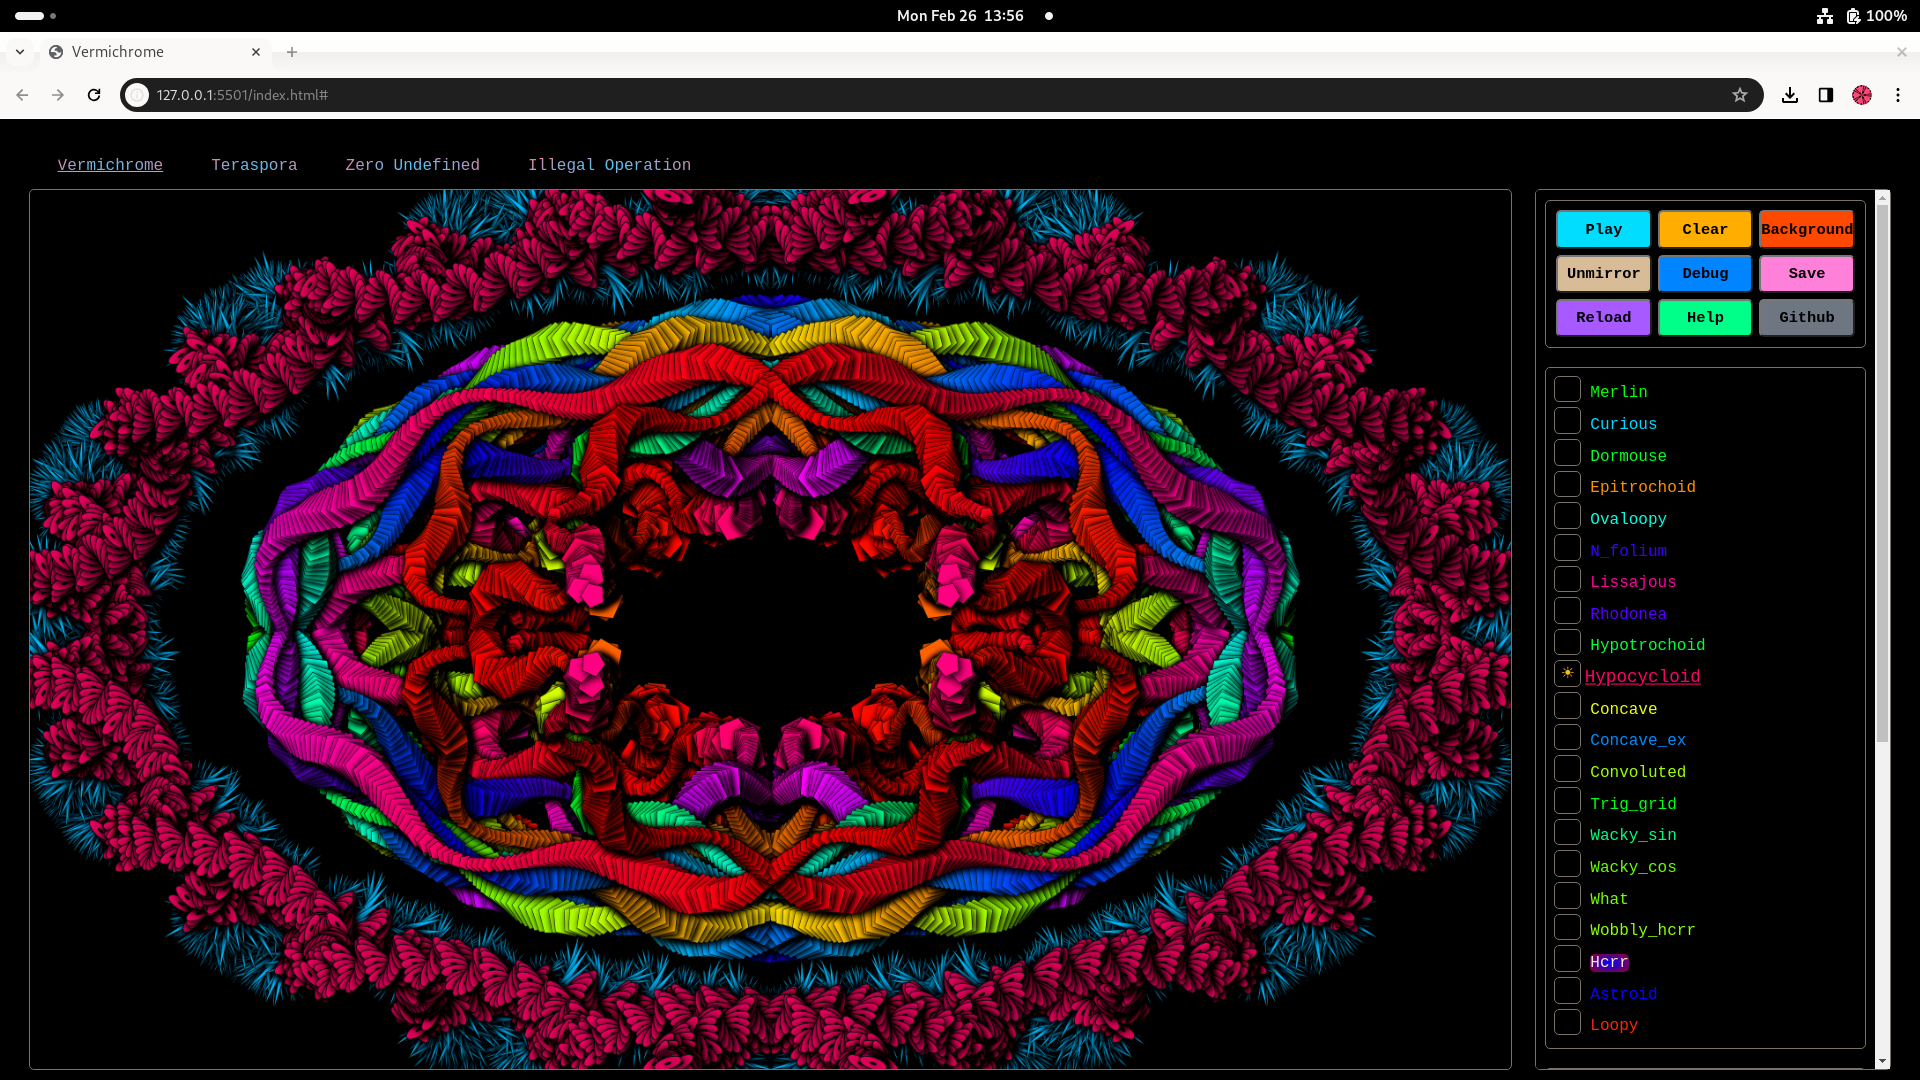 Mon Feb 26 13:56
100%
Vermichrome
127.0.0.1:5501/index.html#
Vermichrome Teraspora Zero Undefined Illegal Operation
Play Clear Background
Unmirror Debug Save
Reload Help Github
Merlin
Curious
Dormouse
Epitrochoid
Ovaloopy
N_folium
Lissajous
Rhodonea
Hypotrochoid
Hypocycloid
Concave
Concave_ex
Convoluted
Trig_grid
Wacky_sin
Wacky_cos
What
Wobbly_hcrr
Hcrr
Astroid
Loopy